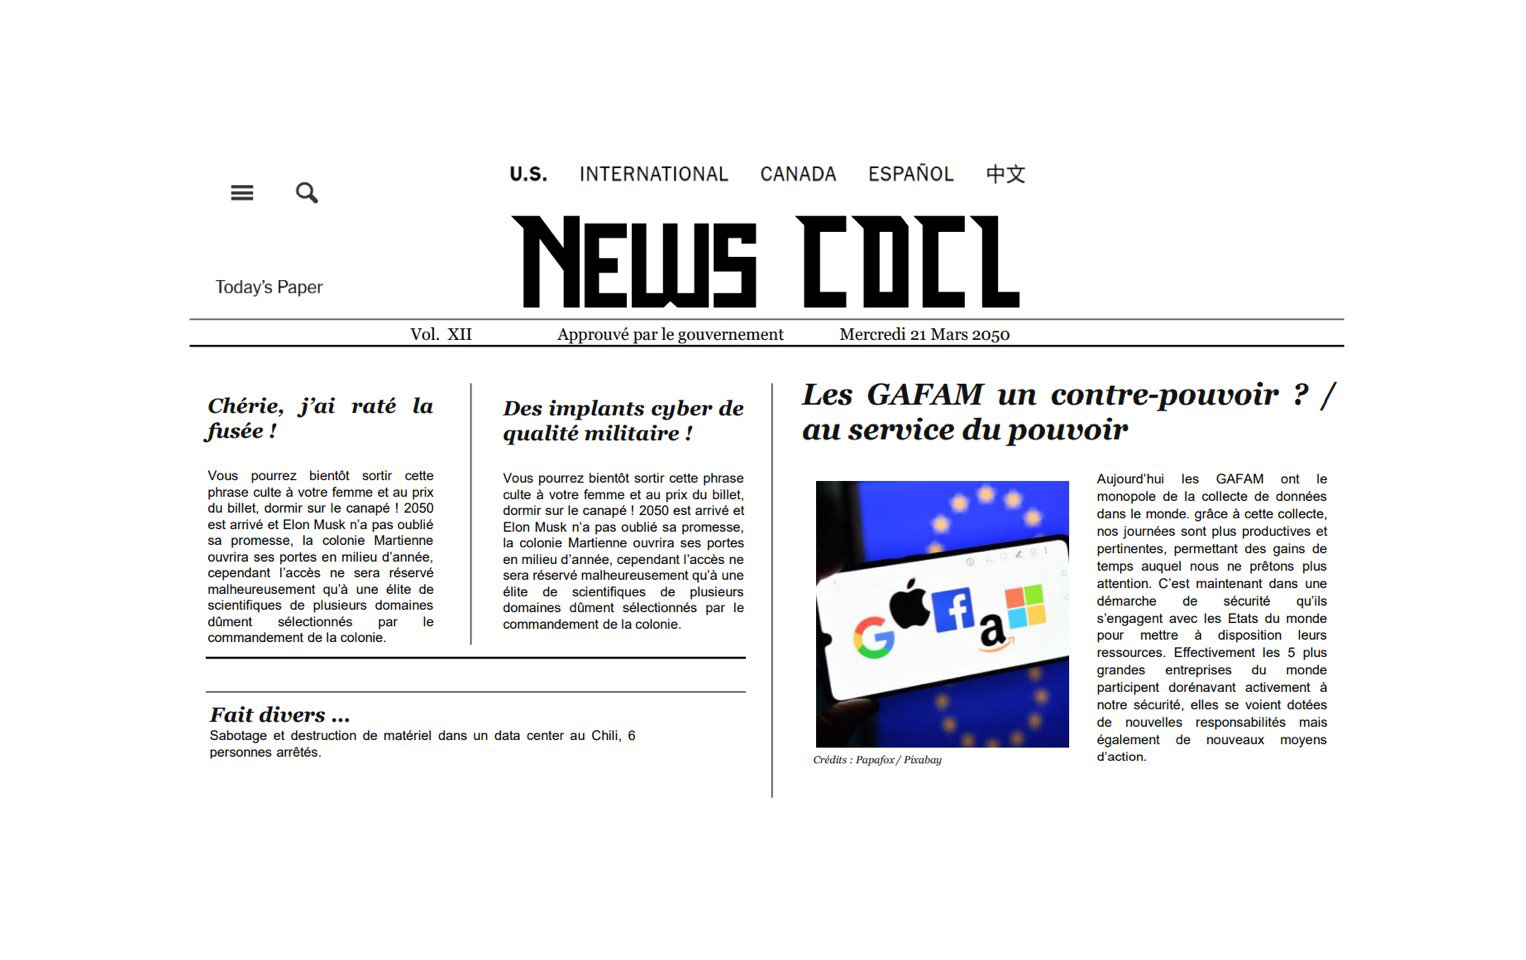 U.S. INTERNATIONAL CANADA ESPAÑOL 中文
NEWS CDCL
Today's Paper
Vol. XII Approuvé par le gouvernement Mercredi 21 Mars 2050
Chérie, j'ai raté la
fusée !
Vous pourrez bientôt sortir cette
phrase culte à votre femme et au prix
du billet, dormir sur le canapé ! 2050
est arrivé et Elon Musk n'a pas oublié
sa promesse, la colonie Martienne
ouvrira ses portes en milieu d'année,
cependant l'accès ne sera réservé
malheureusement qu'à une élite de
scientifiques de plusieurs domaines
dûment sélectionnés par le
commandement de la colonie.
Des implants cyber de
qualité militaire !
Vous pourrez bientôt sortir cette phrase
culte à votre femme et au prix du billet,
dormir sur le canapé ! 2050 est arrivé et
Elon Musk n'a pas oublié sa promesse,
la colonie Martienne ouvrira ses portes
en milieu d'année, cependant l'accès ne
sera réservé malheureusement qu'à une
élite de scientifiques de plusieurs
domaines dûment sélectionnés par le
commandement de la colonie.
Fait divers ...
Sabotage et destruction de matériel dans un data center au Chili, 6
personnes arrêtés.
Les GAFAM un contre-pouvoir ? /
au service du pouvoir
G f a
Crédits : Papafox / Pixabay
Aujourd'hui les GAFAM ont le
monopole de la collecte de données
dans le monde. grâce à cette collecte,
nos journées sont plus productives et
pertinentes, permettant des gains de
temps auquel nous ne prêtons plus
attention. C'est maintenant dans une
démarche de sécurité qu'ils
s'engagent avec les Etats du monde
pour mettre à disposition leurs
ressources. Effectivement les 5 plus
grandes entreprises du monde
participent dorénavant activement à
notre sécurité, elles se voient dotées
de nouvelles responsabilités mais
également de nouveaux moyens
d'action.